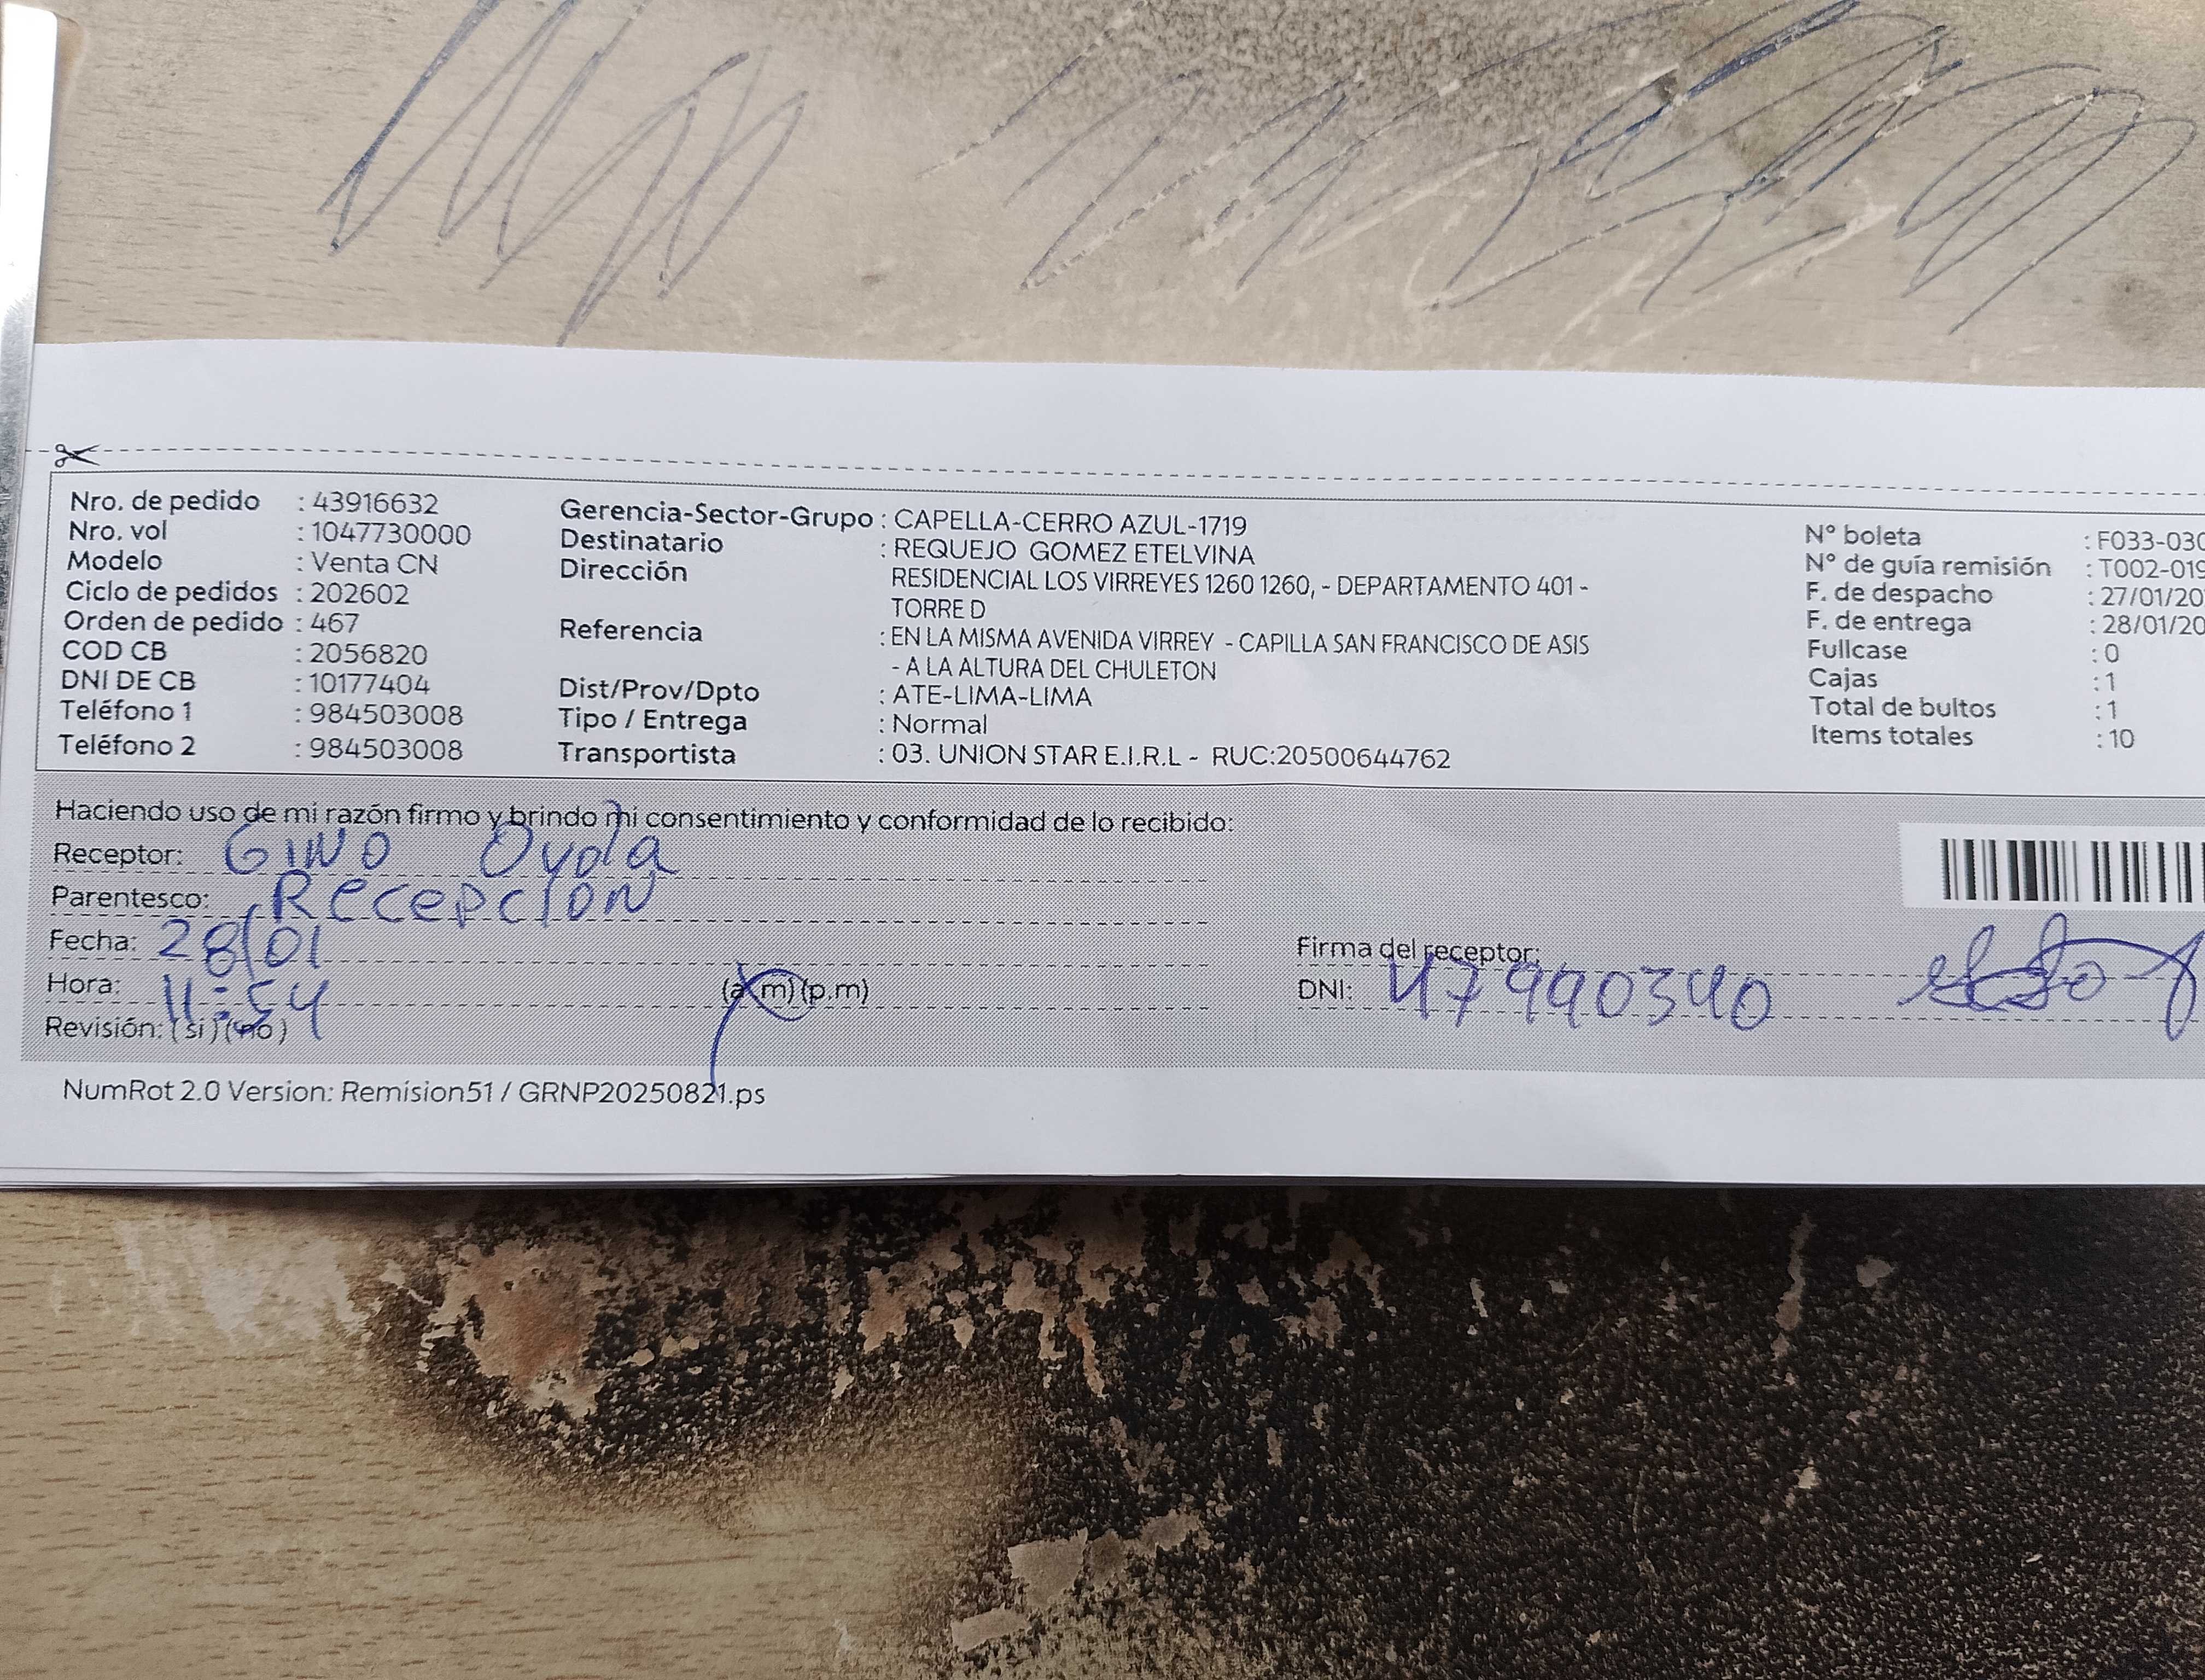 Nro. de pedido : 43916632
Nro. vol : 1047730000
Modelo : Venta CN
Ciclo de pedidos : 202602
Orden de pedido : 467
COD CB : 2056820
DNI DE CB : 10177404
Teléfono 1 : 984503008
Teléfono 2 : 984503008
Gerencia-Sector-Grupo : CAPELLA-CERRO AZUL-1719
Destinatario : REQUEJO GOMEZ ETELVINA
Dirección RESIDENCIAL LOS VIRREYES 1260 1260, - DEPARTAMENTO 401 -
TORRE D
Referencia : EN LA MISMA AVENIDA VIRREY - CAPILLA SAN FRANCISCO DE ASIS
- A LA ALTURA DEL CHULETON
Dist/Prov/Dpto : ATE-LIMA-LIMA
Tipo / Entrega : Normal
Transportista : 03. UNION STAR E.I.R.L - RUC:20500644762
N° boleta : F033-030
N° de guía remisión : T002-019
F. de despacho : 27/01/20
F. de entrega : 28/01/20
Fullcase : 0
Cajas : 1
Total de bultos : 1
Items totales : 10
Haciendo uso de mi razón firmo y brindo mi consentimiento y conformidad de lo recibido:
Receptor: GINO Oyola
Parentesco: Recepcion
Fecha: 28/01
Hora: 11:54 (a.m)(p.m)
Revisión: (si)(no)
Firma del receptor:
DNI: 47990340
NumRot 2.0 Version: Remision51 / GRNP20250821.ps